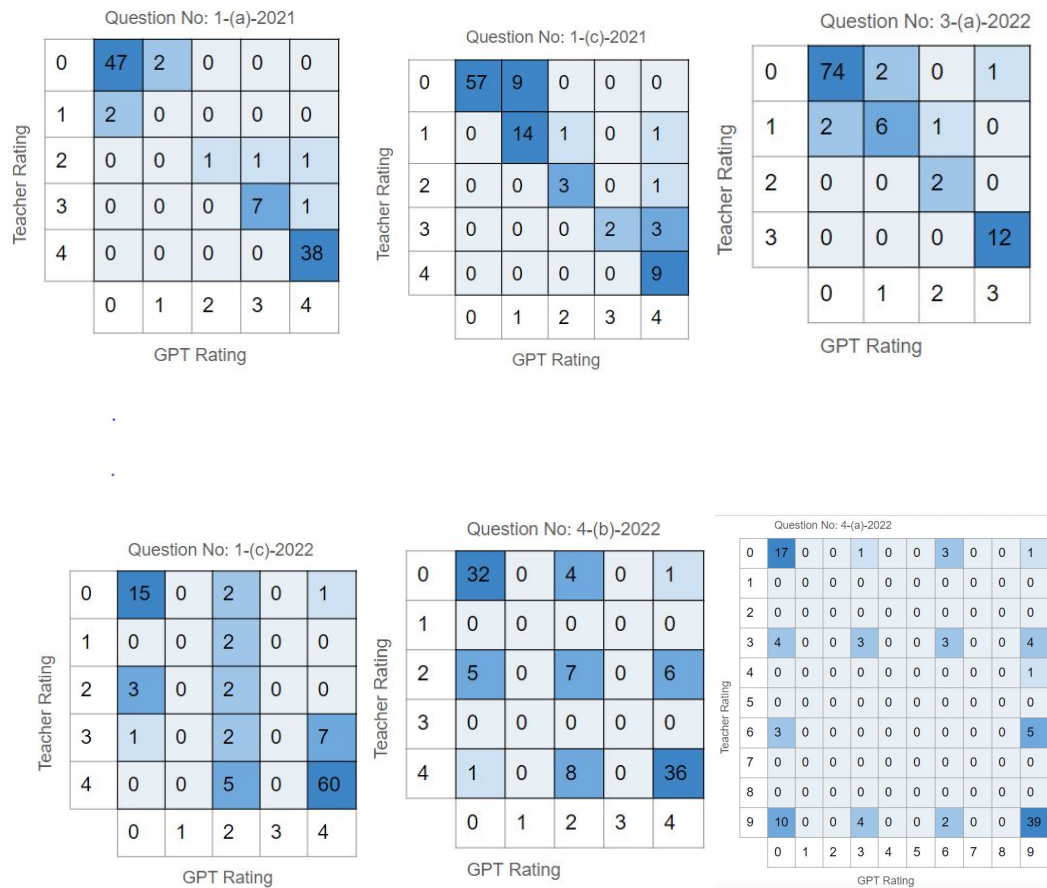 Question No: 1-(a)-2021
Teacher Rating
0 47 2 0 0 0
1 2 0 0 0 0
2 0 0 1 1 1
3 0 0 0 7 1
4 0 0 0 0 38
0 1 2 3 4
GPT Rating
Question No: 1-(c)-2021
Teacher Rating
0 57 9 0 0 0
1 0 14 1 0 1
2 0 0 3 0 1
3 0 0 0 2 3
4 0 0 0 0 9
0 1 2 3 4
GPT Rating
Question No: 3-(a)-2022
Teacher Rating
0 74 2 0 1
1 2 6 1 0
2 0 0 2 0
3 0 0 0 12
0 1 2 3
GPT Rating
Question No: 1-(c)-2022
Teacher Rating
0 15 0 2 0 1
1 0 0 2 0 0
2 3 0 2 0 0
3 1 0 2 0 7
4 0 0 5 0 60
0 1 2 3 4
GPT Rating
Question No: 4-(b)-2022
Teacher Rating
0 32 0 4 0 1
1 0 0 0 0 0
2 5 0 7 0 6
3 0 0 0 0 0
4 1 0 8 0 36
0 1 2 3 4
GPT Rating
Question No: 4-(a)-2022
Teacher Rating
0 17 0 0 1 0 0 3 0 0 1
1 0 0 0 0 0 0 0 0 0 0
2 0 0 0 0 0 0 0 0 0 0
3 4 0 0 3 0 0 3 0 0 4
4 0 0 0 0 0 0 0 0 0 1
5 0 0 0 0 0 0 0 0 0 0
6 3 0 0 0 0 0 0 0 0 5
7 0 0 0 0 0 0 0 0 0 0
8 0 0 0 0 0 0 0 0 0 0
9 10 0 0 4 0 0 2 0 0 39
0 1 2 3 4 5 6 7 8 9
GPT Rating